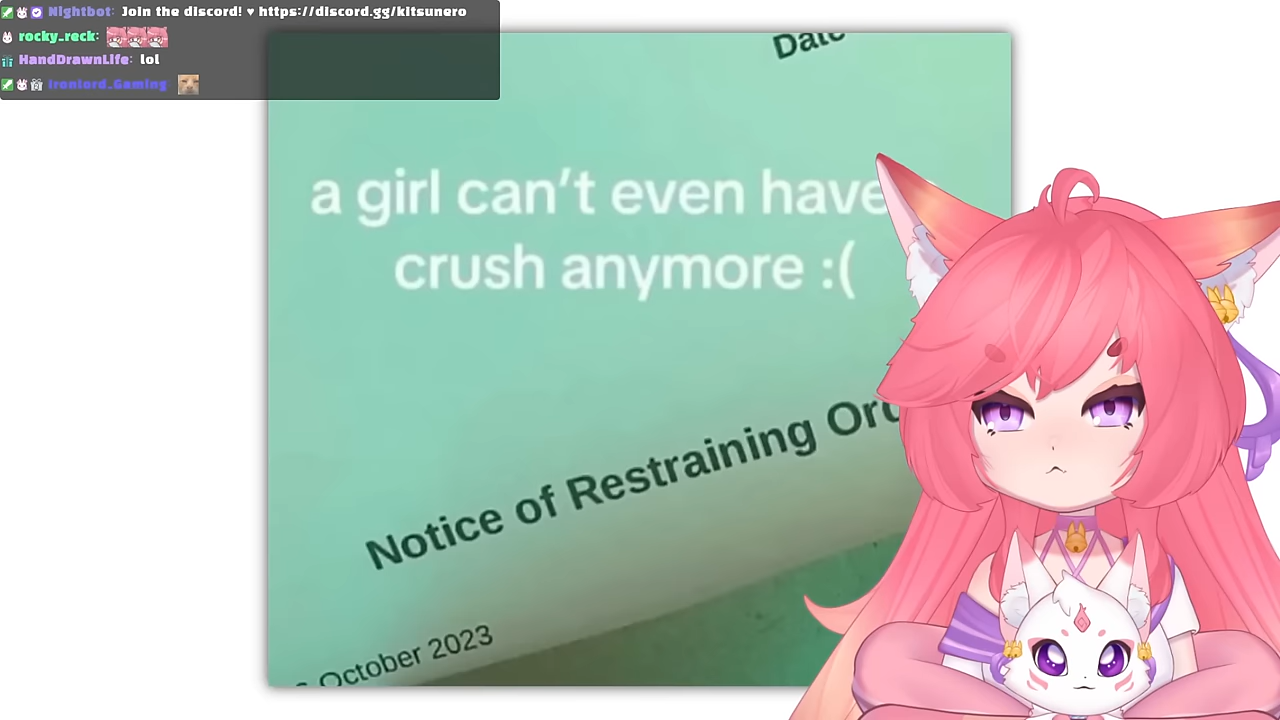 Nightbot: Join the discord! ♥ https://discord.gg/kitsunero
rocky_reck:
HandDrawnLife: lol
Ironlord_Gaming
Date
a girl can't even have
crush anymore :(
Notice of Restraining
October 2023